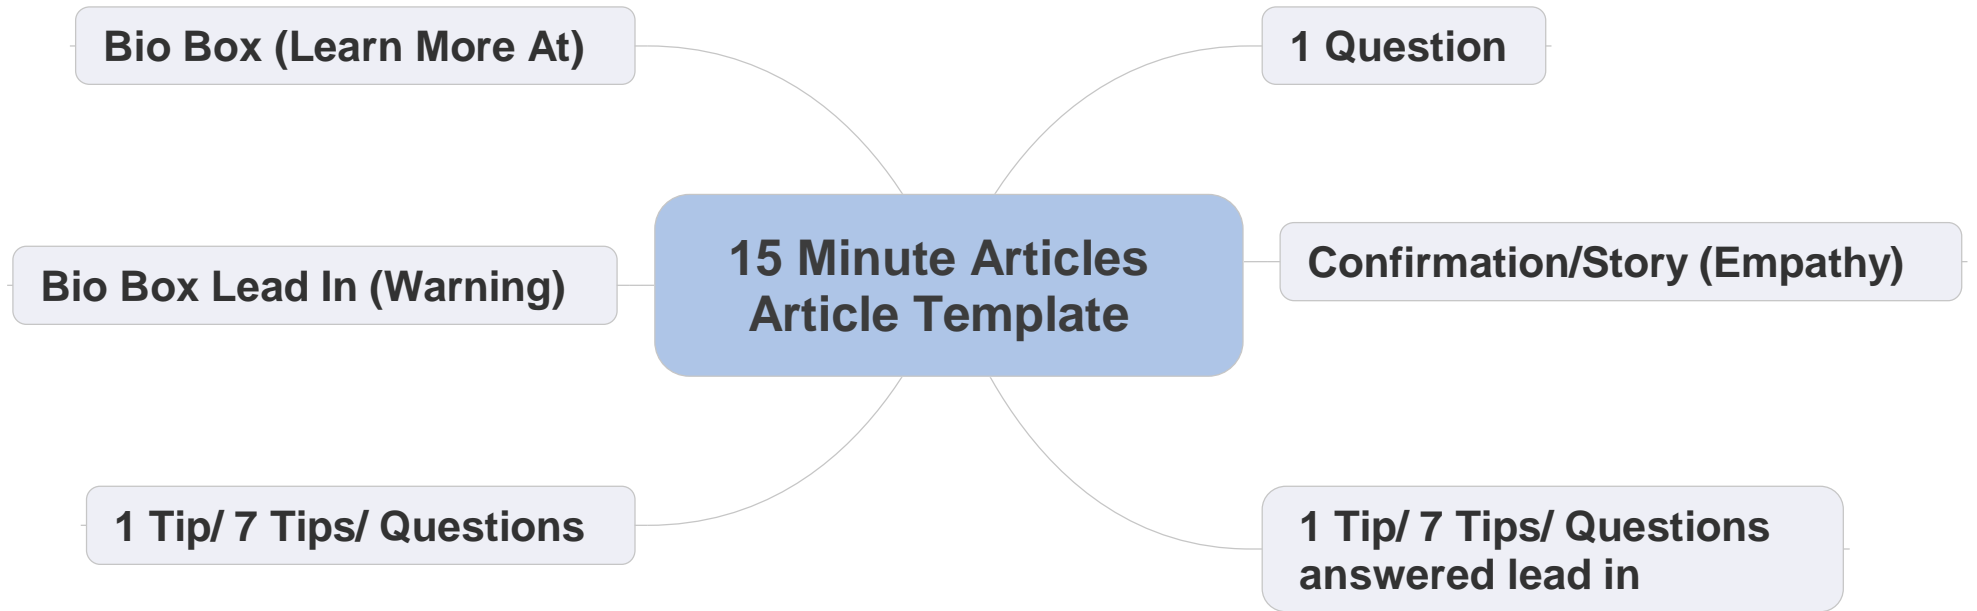 Bio Box (Learn More At)
1 Question
15 Minute Articles
Article Template
Confirmation/Story (Empathy)
Bio Box Lead In (Warning)
1 Tip/ 7 Tips/ Questions
1 Tip/ 7 Tips/ Questions
answered lead in